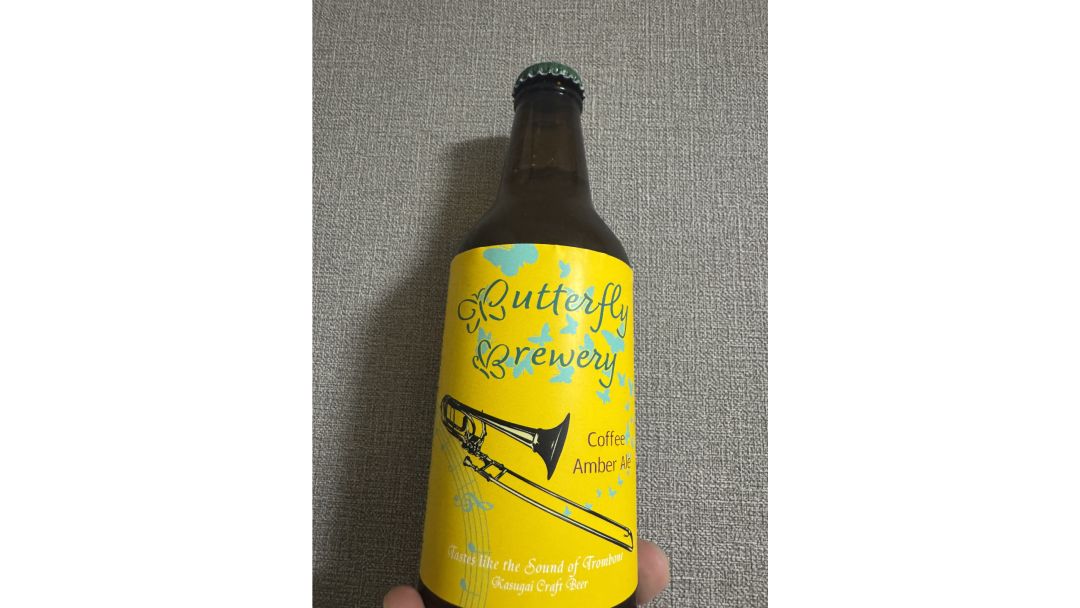 Butterfly
Brewery
Coffee
Amber Ale
Tastes like the Sound of Trombone
Kasugai Craft Beer